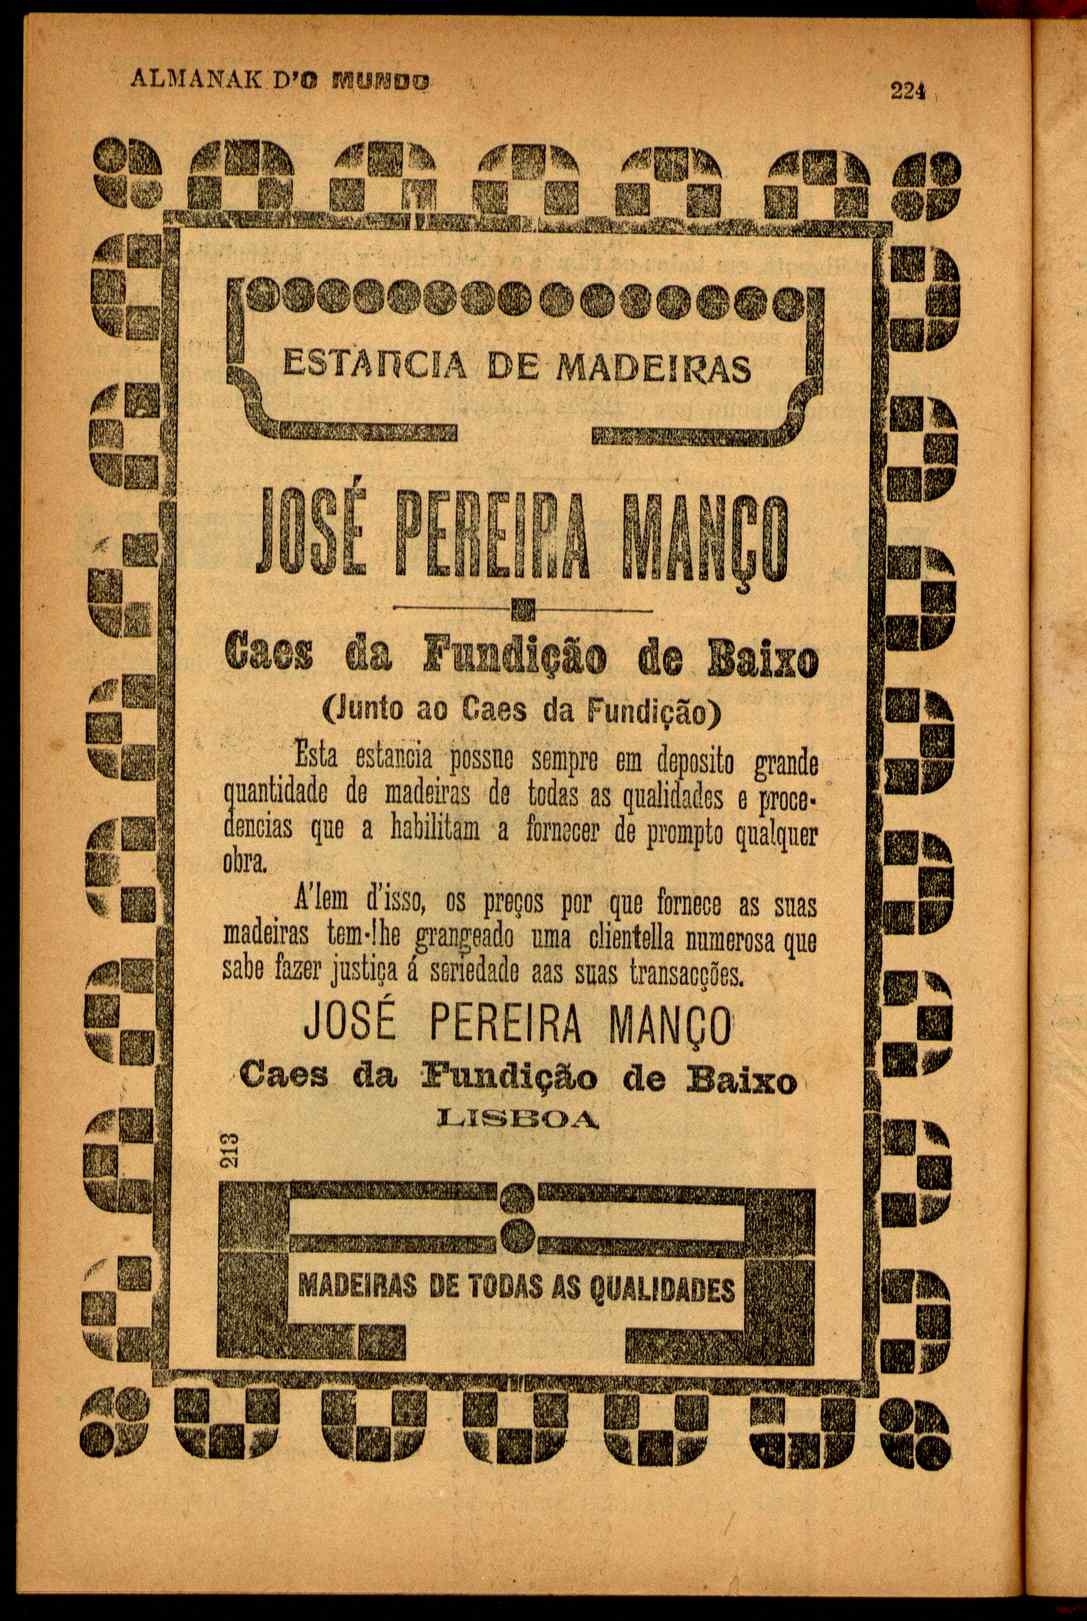 ALMANAK D'O MUNDO
224
ESTANCIA DE MADEIRAS
JOSÉ PEREIRA MANÇO
Caes da Fundição de Baixo
(Junto ao Caes da Fundição)
Esta estancia possue sempre em deposito grande
quantidade de madeiras de todas as qualidades e proce-
dencias que a habilitam a fornecer de prompto qualquer
obra.
A'lem d'isso, os preços por que fornece as suas
madeiras tem-lhe grangeado uma clientella numerosa que
sabe fazer justiça á seriedade aas suas transacções.
JOSÉ PEREIRA MANÇO
Caes da Fundição de Baixo
LISBOA
213
MADEIRAS DE TODAS AS QUALIDADES